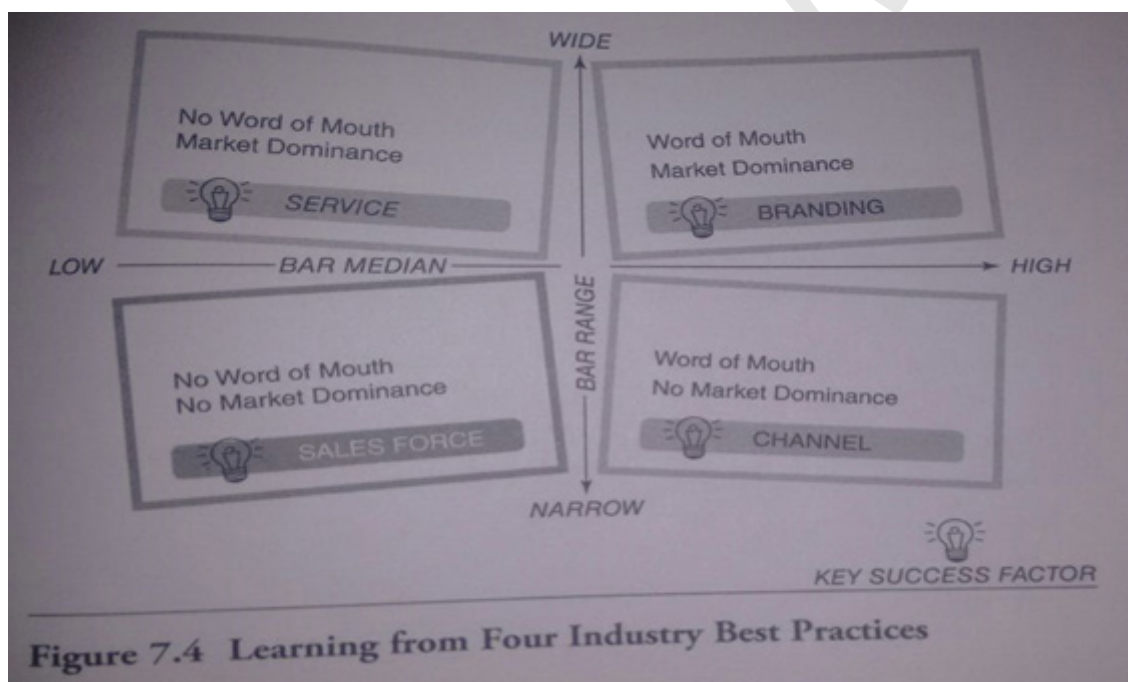 WIDE
No Word of Mouth
Market Dominance
SERVICE
Word of Mouth
Market Dominance
BRANDING
LOW
BAR MEDIAN
HIGH
BAR RANGE
No Word of Mouth
No Market Dominance
SALES FORCE
Word of Mouth
No Market Dominance
CHANNEL
NARROW
KEY SUCCESS FACTOR
Figure 7.4 Learning from Four Industry Best Practices